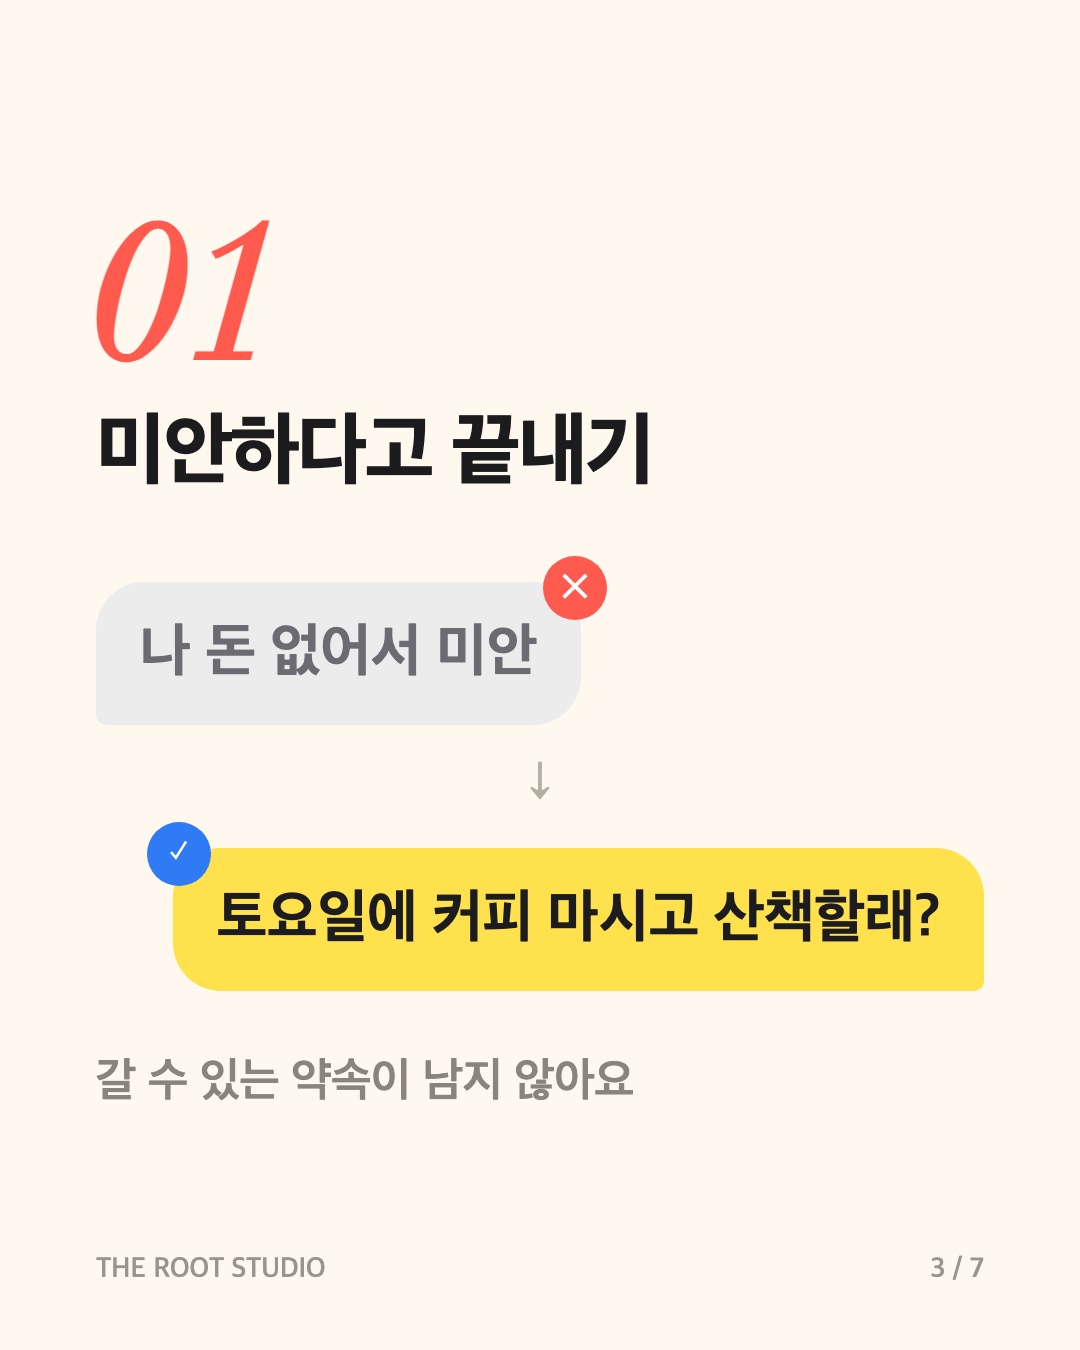 01
미안하다고 끝내기
나 돈 없어서 미안
↓
토요일에 커피 마시고 산책할래?
갈 수 있는 약속이 남지 않아요
THE ROOT STUDIO
3 / 7